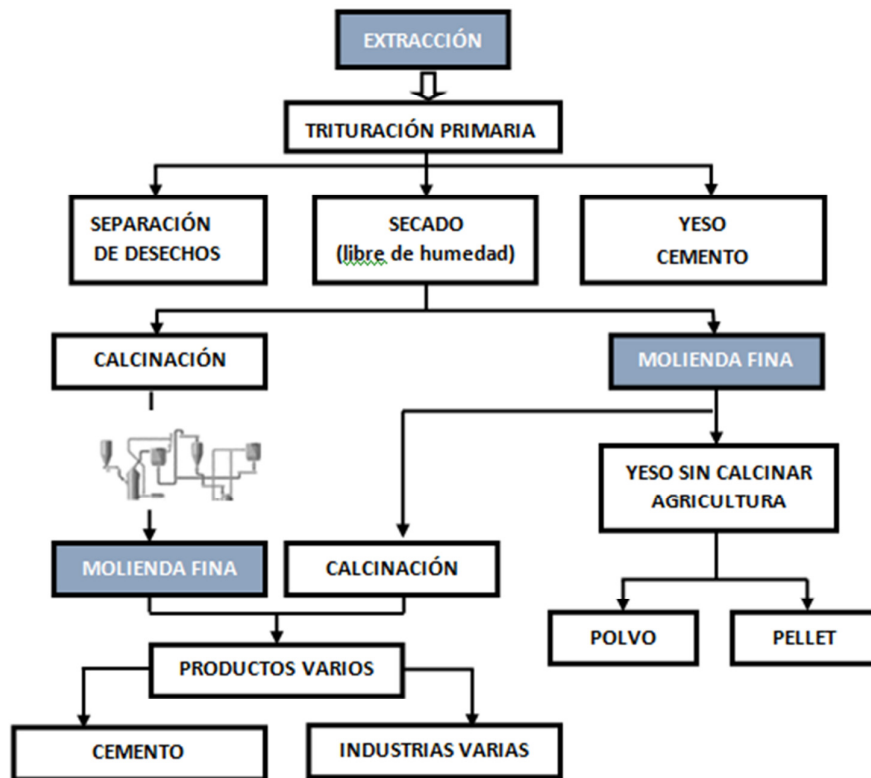 EXTRACCIÓN
TRITURACIÓN PRIMARIA
SEPARACIÓN
DE DESECHOS
SECADO
(libre de humedad)
YESO
CEMENTO
CALCINACIÓN
MOLIENDA FINA
YESO SIN CALCINAR
AGRICULTURA
MOLIENDA FINA
CALCINACIÓN
POLVO
PELLET
PRODUCTOS VARIOS
CEMENTO
INDUSTRIAS VARIAS